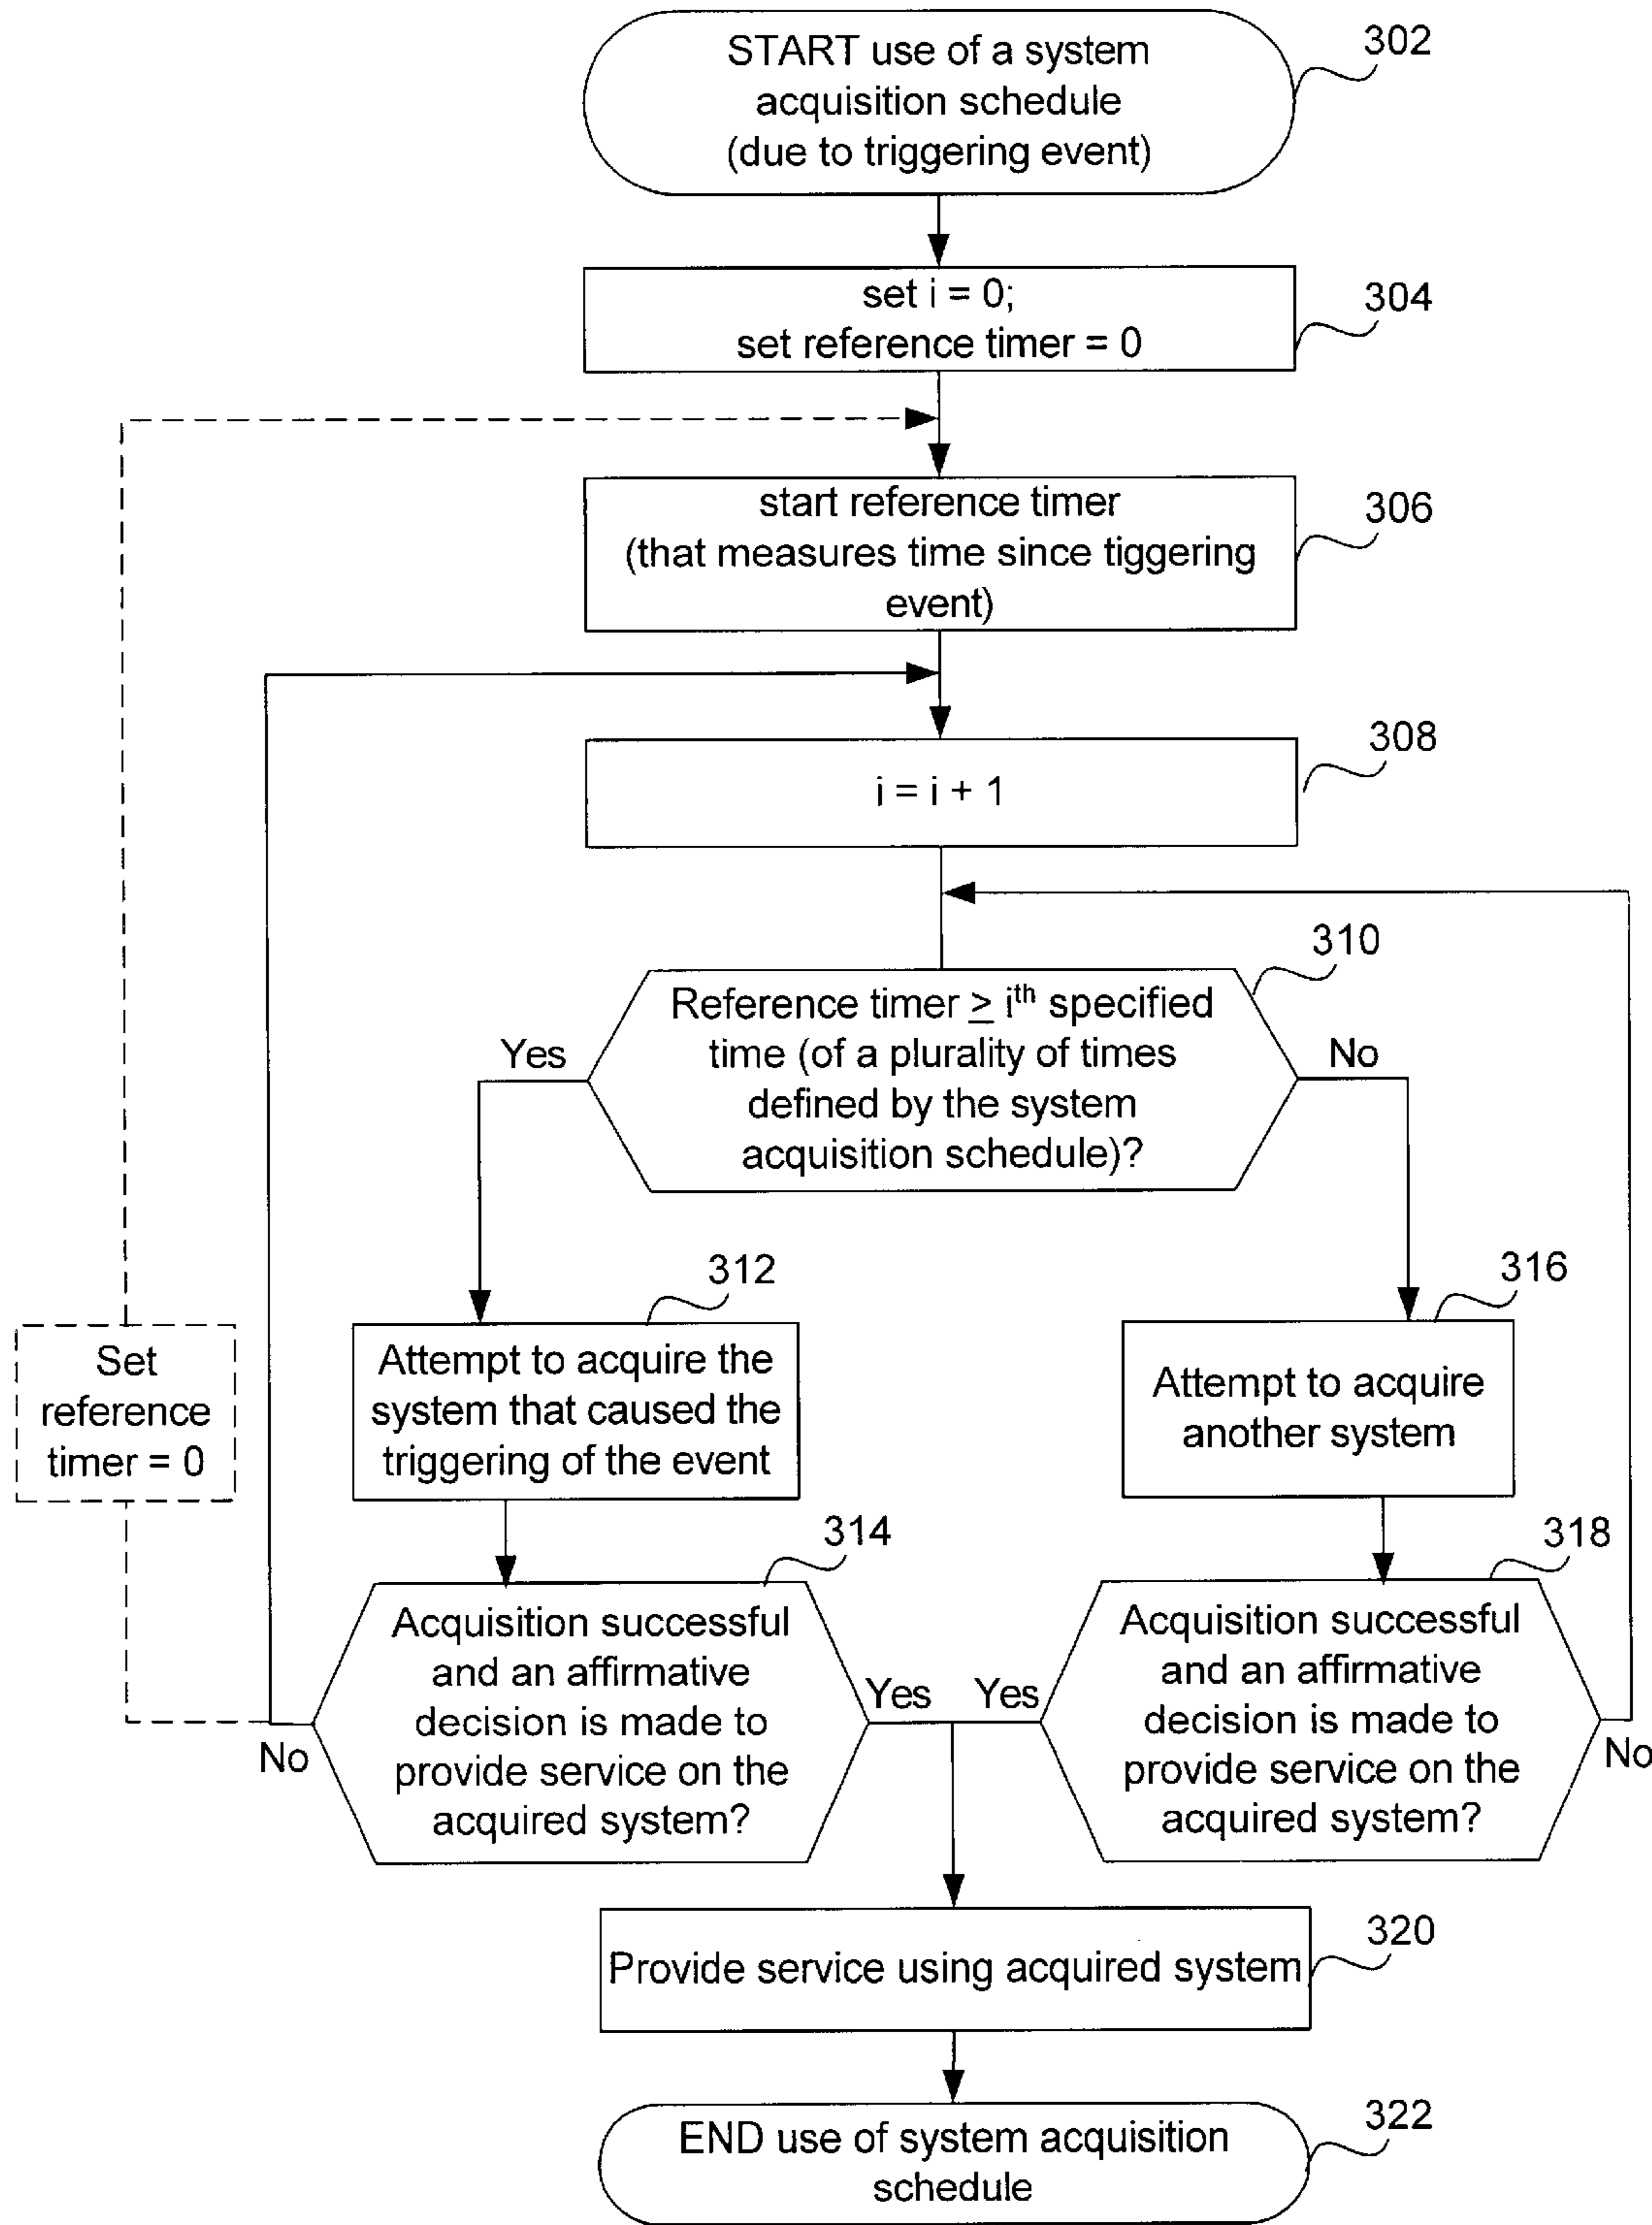 START use of a system
acquisition schedule
(due to triggering event)
302
set i = 0;
set reference timer = 0
304
start reference timer
(that measures time since tiggering
event)
306
i = i + 1
308
310
Reference timer ≥ iᵗʰ specified
time (of a plurality of times
defined by the system
acquisition schedule)?
Yes
No
312
Attempt to acquire the
system that caused the
triggering of the event
316
Attempt to acquire
another system
Set
reference
timer = 0
314
Acquisition successful
and an affirmative
decision is made to
provide service on the
acquired system?
No
Yes
318
Acquisition successful
and an affirmative
decision is made to
provide service on the
acquired system?
Yes
No
Provide service using acquired system
320
END use of system acquisition
schedule
322